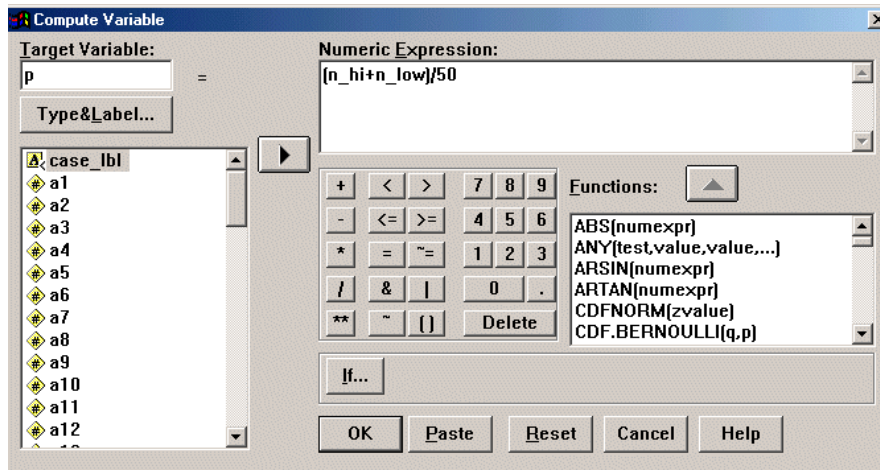 Compute Variable
Target Variable:
p
=
Type&Label...
case_lbl
a1
a2
a3
a4
a5
a6
a7
a8
a9
a10
a11
a12
Numeric Expression:
(n_hi+n_low)/50
+ < > 7 8 9
- <= >= 4 5 6
* = ~= 1 2 3
/ & | 0 .
** ~ () Delete
Functions:
ABS(numexpr)
ANY(test,value,value,...)
ARSIN(numexpr)
ARTAN(numexpr)
CDFNORM(zvalue)
CDF.BERNOULLI(q,p)
If...
OK Paste Reset Cancel Help